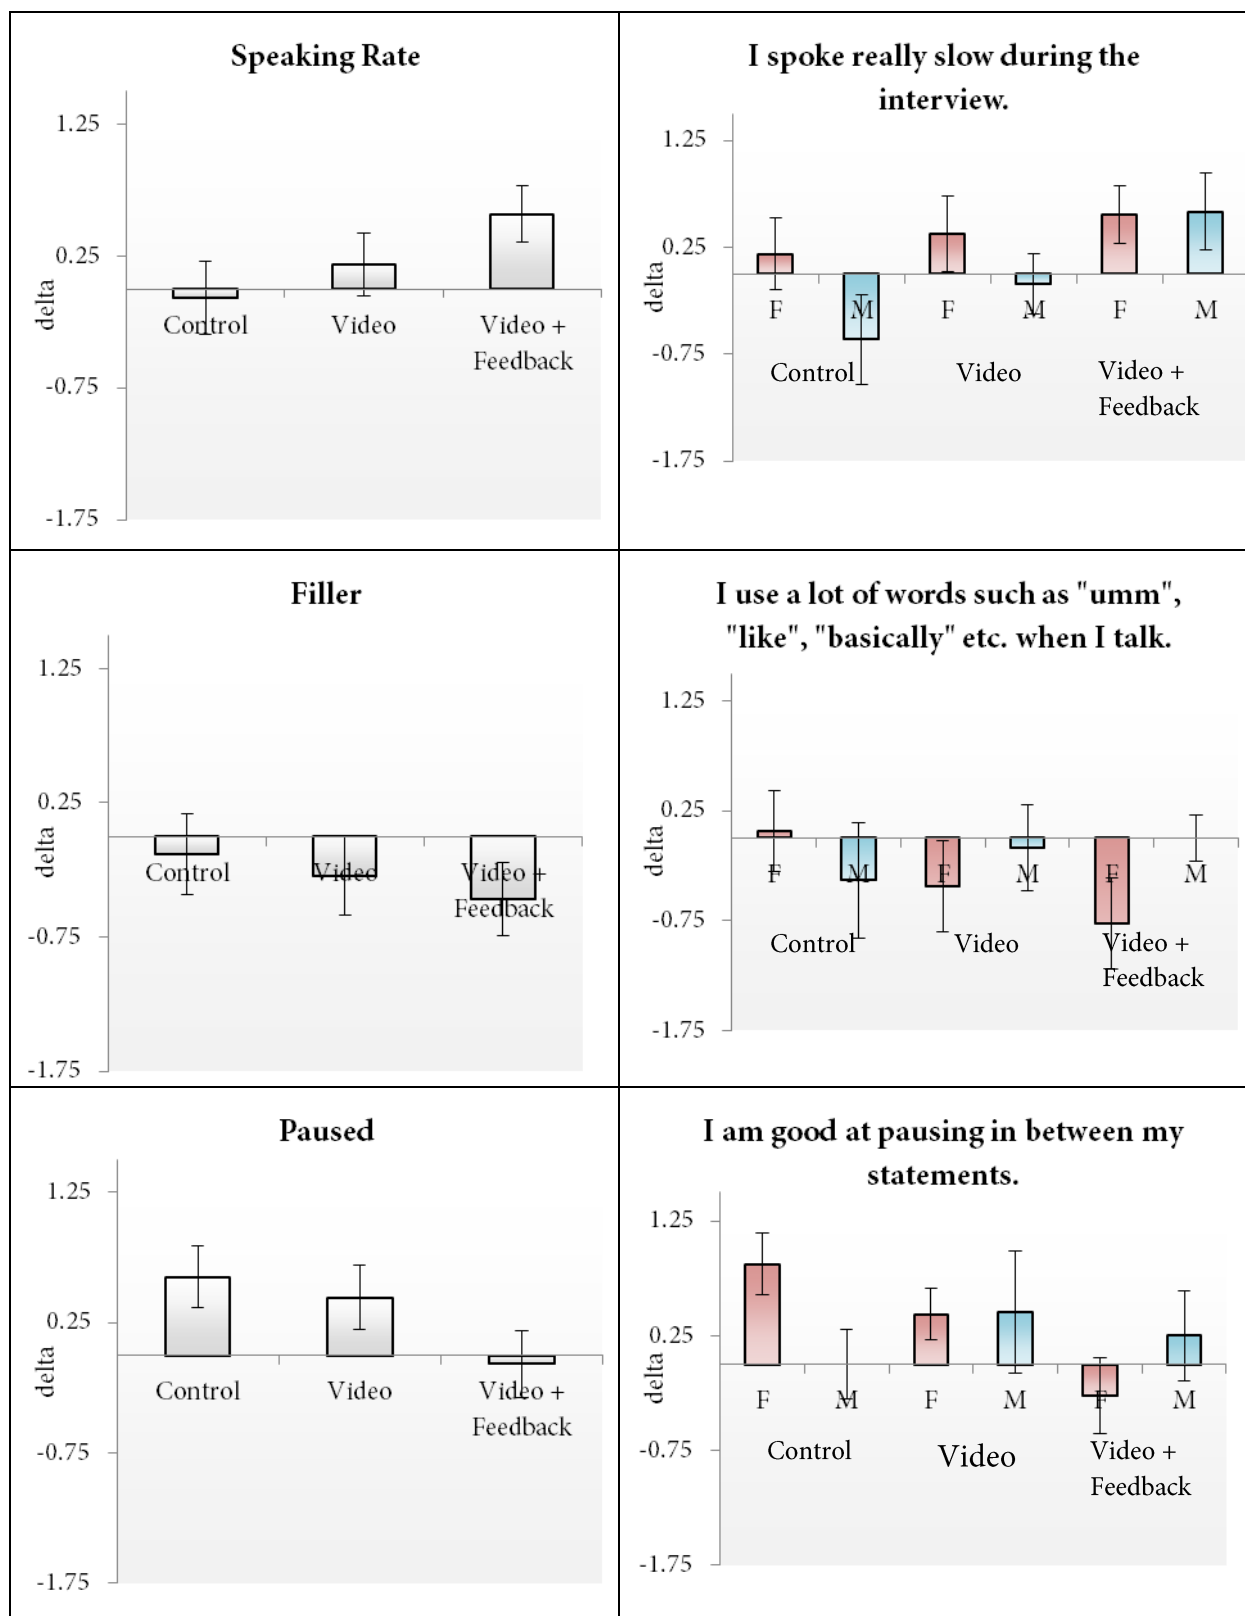 Speaking Rate
1.25
0.25
-0.75
-1.75
delta
Control Video Video +
Feedback
I spoke really slow during the
interview.
1.25
0.25
-0.75
-1.75
delta
F M F M F M
Control Video Video +
Feedback
Filler
1.25
0.25
-0.75
-1.75
delta
Control Video Video +
Feedback
I use a lot of words such as "umm",
"like", "basically" etc. when I talk.
1.25
0.25
-0.75
-1.75
delta
F M F M F M
Control Video Video +
Feedback
Paused
1.25
0.25
-0.75
-1.75
delta
Control Video Video +
Feedback
I am good at pausing in between my
statements.
1.25
0.25
-0.75
-1.75
delta
F M F M F M
Control Video Video +
Feedback